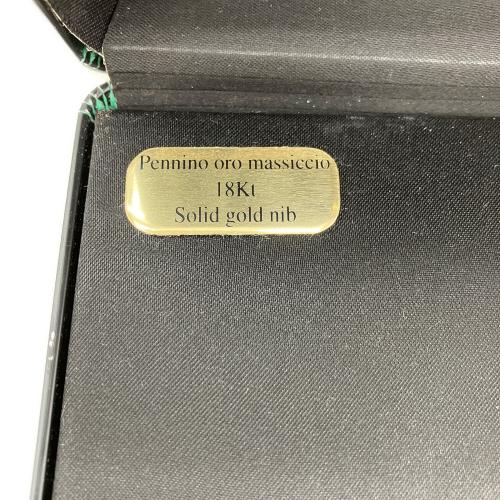 Pennino oro massiccio
18Kt
Solid gold nib